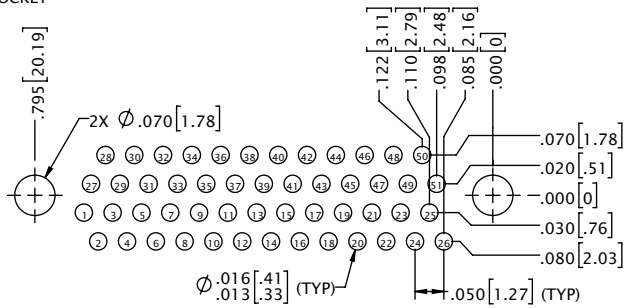 .795[20.19]
.122[3.11]
.110[2.79]
.098[2.48]
.085[2.16]
.000[0]
2X Ø .070[1.78]
28 30 32 34 36 38 40 42 44 46 48 50
27 29 31 33 35 37 39 41 43 45 47 49 51
1 3 5 7 9 11 13 15 17 19 21 23 25
2 4 6 8 10 12 14 16 18 20 22 24 26
.070[1.78]
.020[.51]
.000[0]
.030[.76]
.080[2.03]
Ø .016[.41]
.013[.33] (TYP)
.050[1.27] (TYP)